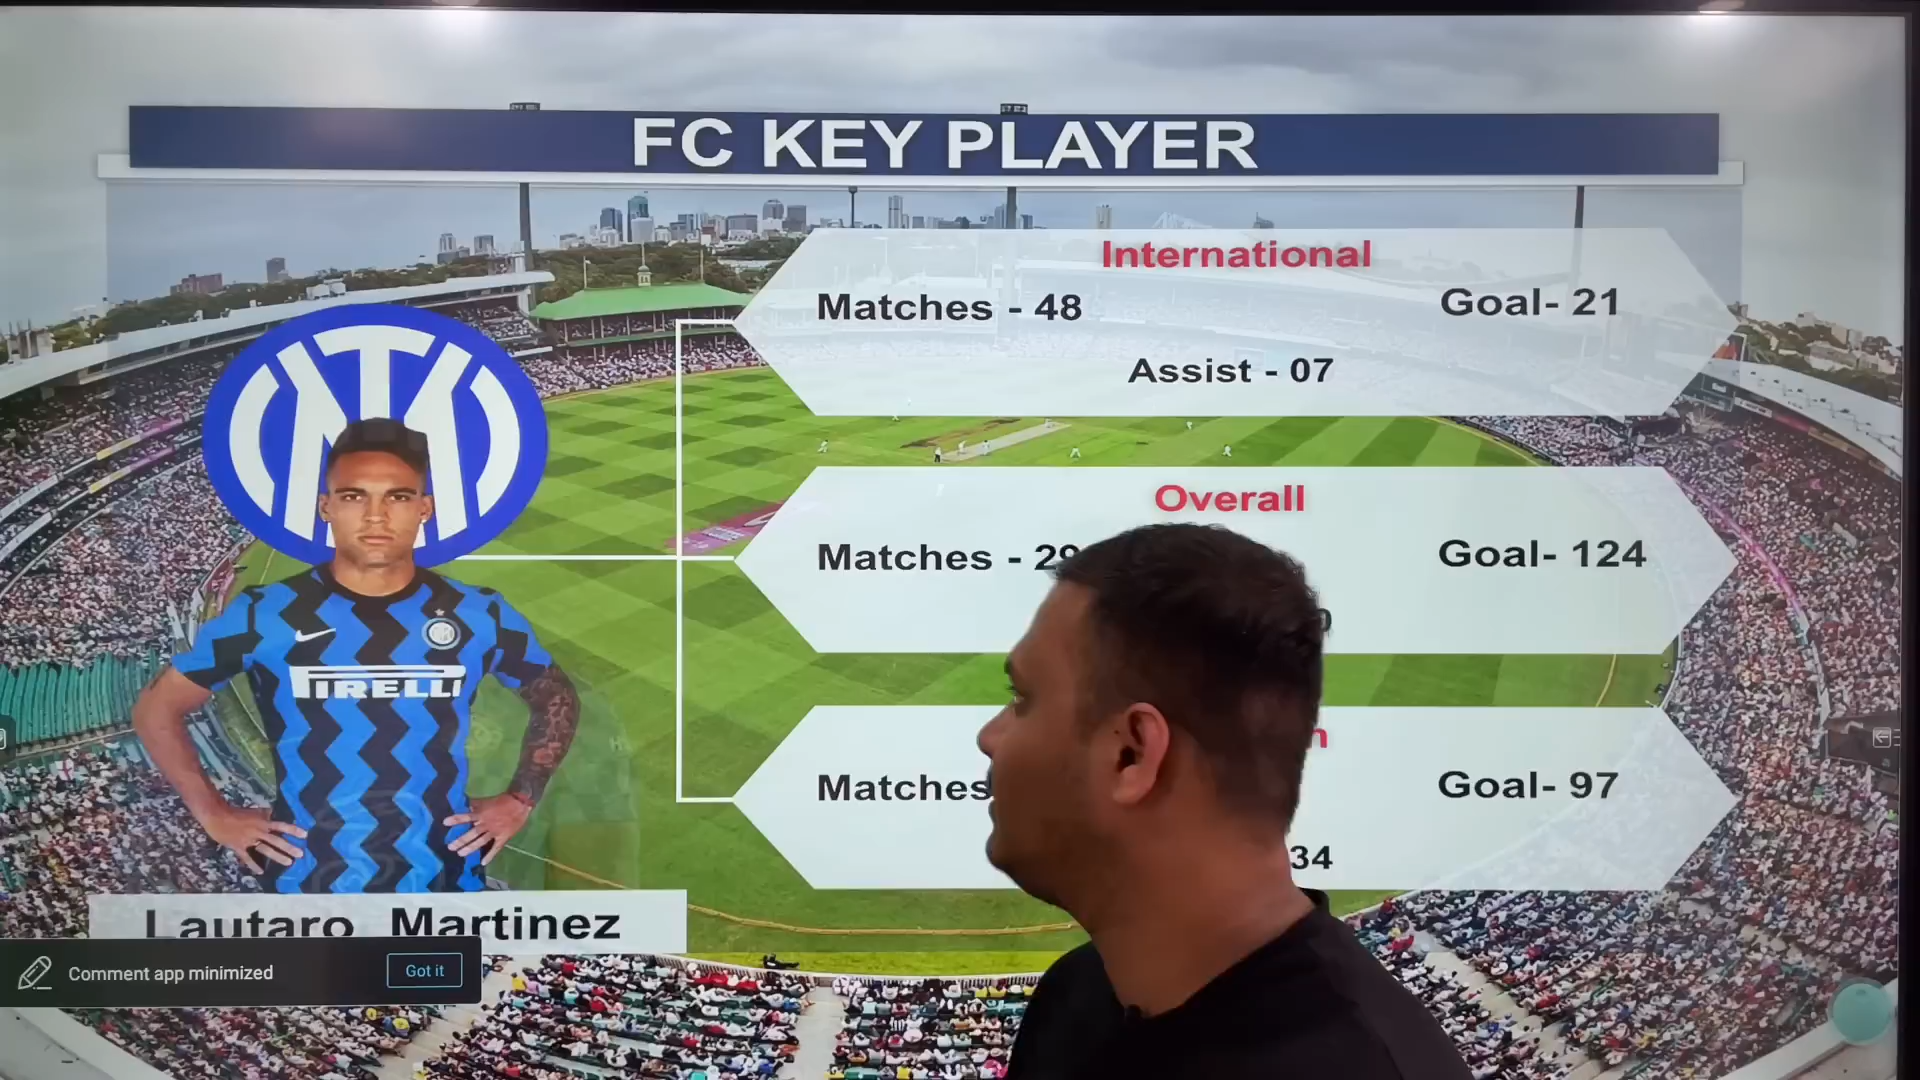 FC KEY PLAYER
International
Matches - 48
Goal- 21
Assist - 07
Overall
Matches -
Goal- 124
Matches
Goal- 97
34
PIRELLI
Lautaro Martinez
Comment app minimized
Got it